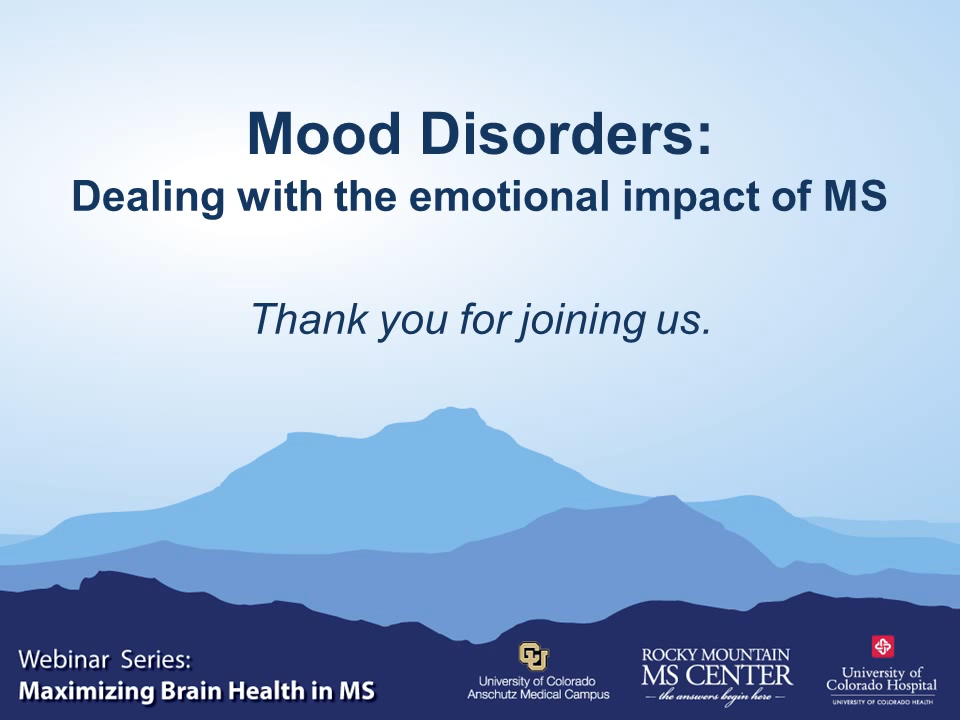 Mood Disorders:
Dealing with the emotional impact of MS
Thank you for joining us.
Webinar Series:
Maximizing Brain Health in MS
CU
University of Colorado
Anschutz Medical Campus
ROCKY MOUNTAIN
MS CENTER
the answers begin here
University of
Colorado Hospital
UNIVERSITY OF COLORADO HEALTH